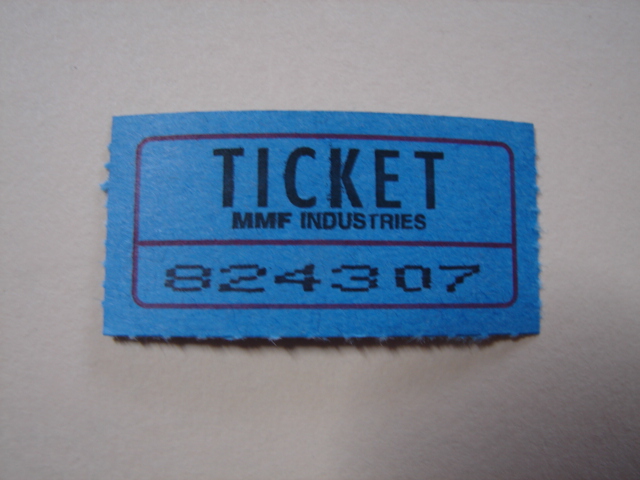 TICKET
MMF INDUSTRIES
824307